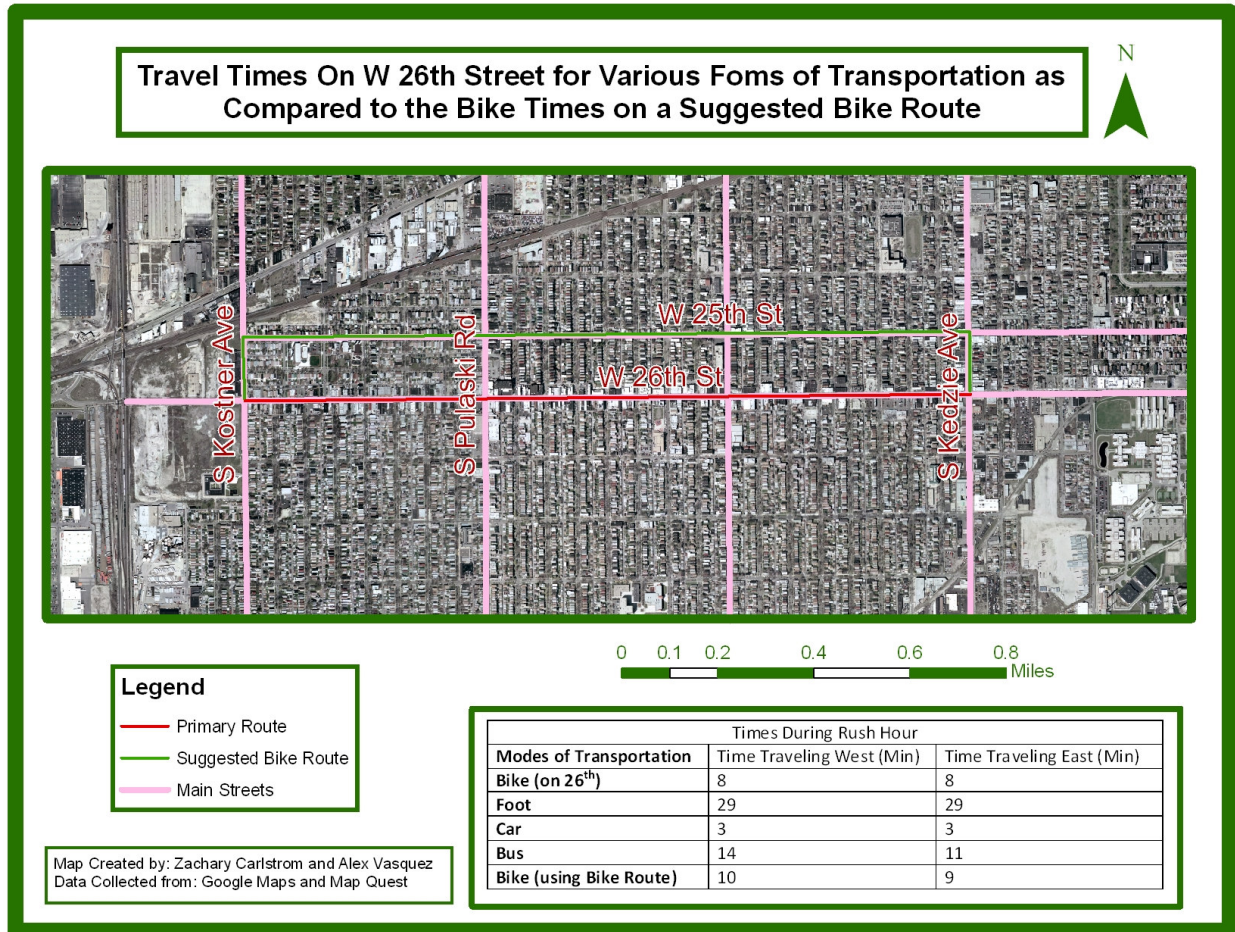 Travel Times On W 26th Street for Various Foms of Transportation as
Compared to the Bike Times on a Suggested Bike Route
N
W 25th St
W 26th St
S Kostner Ave
S Pulaski Rd
S Kedzie Ave
0 0.1 0.2 0.4 0.6 0.8
Miles
Legend
Primary Route
Suggested Bike Route
Main Streets
Times During Rush Hour
Modes of Transportation Time Traveling West (Min) Time Traveling East (Min)
Bike (on 26th) 8 8
Foot 29 29
Car 3 3
Bus 14 11
Bike (using Bike Route) 10 9
Map Created by: Zachary Carlstrom and Alex Vasquez
Data Collected from: Google Maps and Map Quest